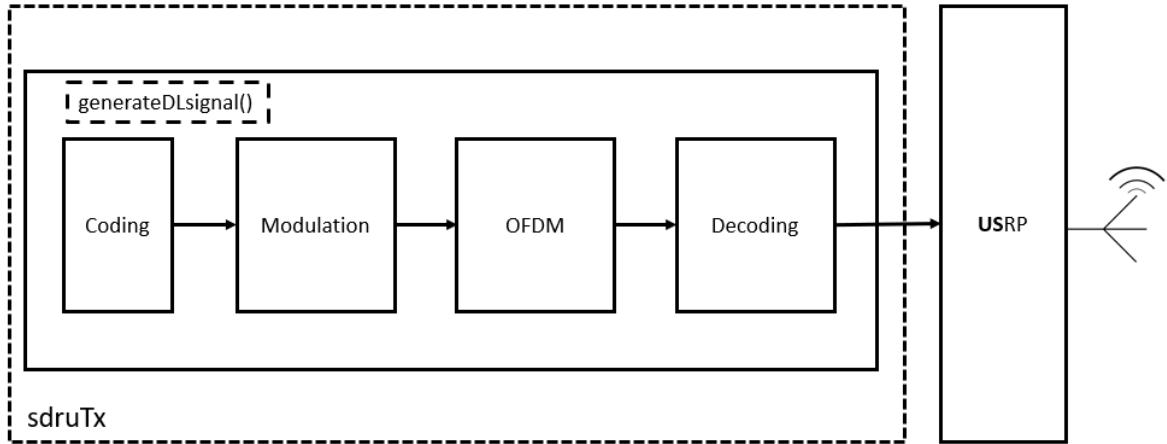 generateDLsignal()
Coding
Modulation
OFDM
Decoding
USRP
sdruTx